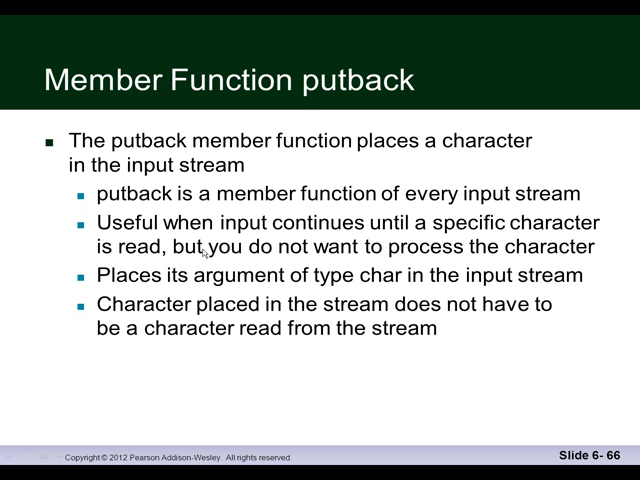 Member Function putback
The putback member function places a character
in the input stream
putback is a member function of every input stream
Useful when input continues until a specific character
is read, but you do not want to process the character
Places its argument of type char in the input stream
Character placed in the stream does not have to
be a character read from the stream
Copyright © 2012 Pearson Addison-Wesley. All rights reserved.
Slide 6- 66